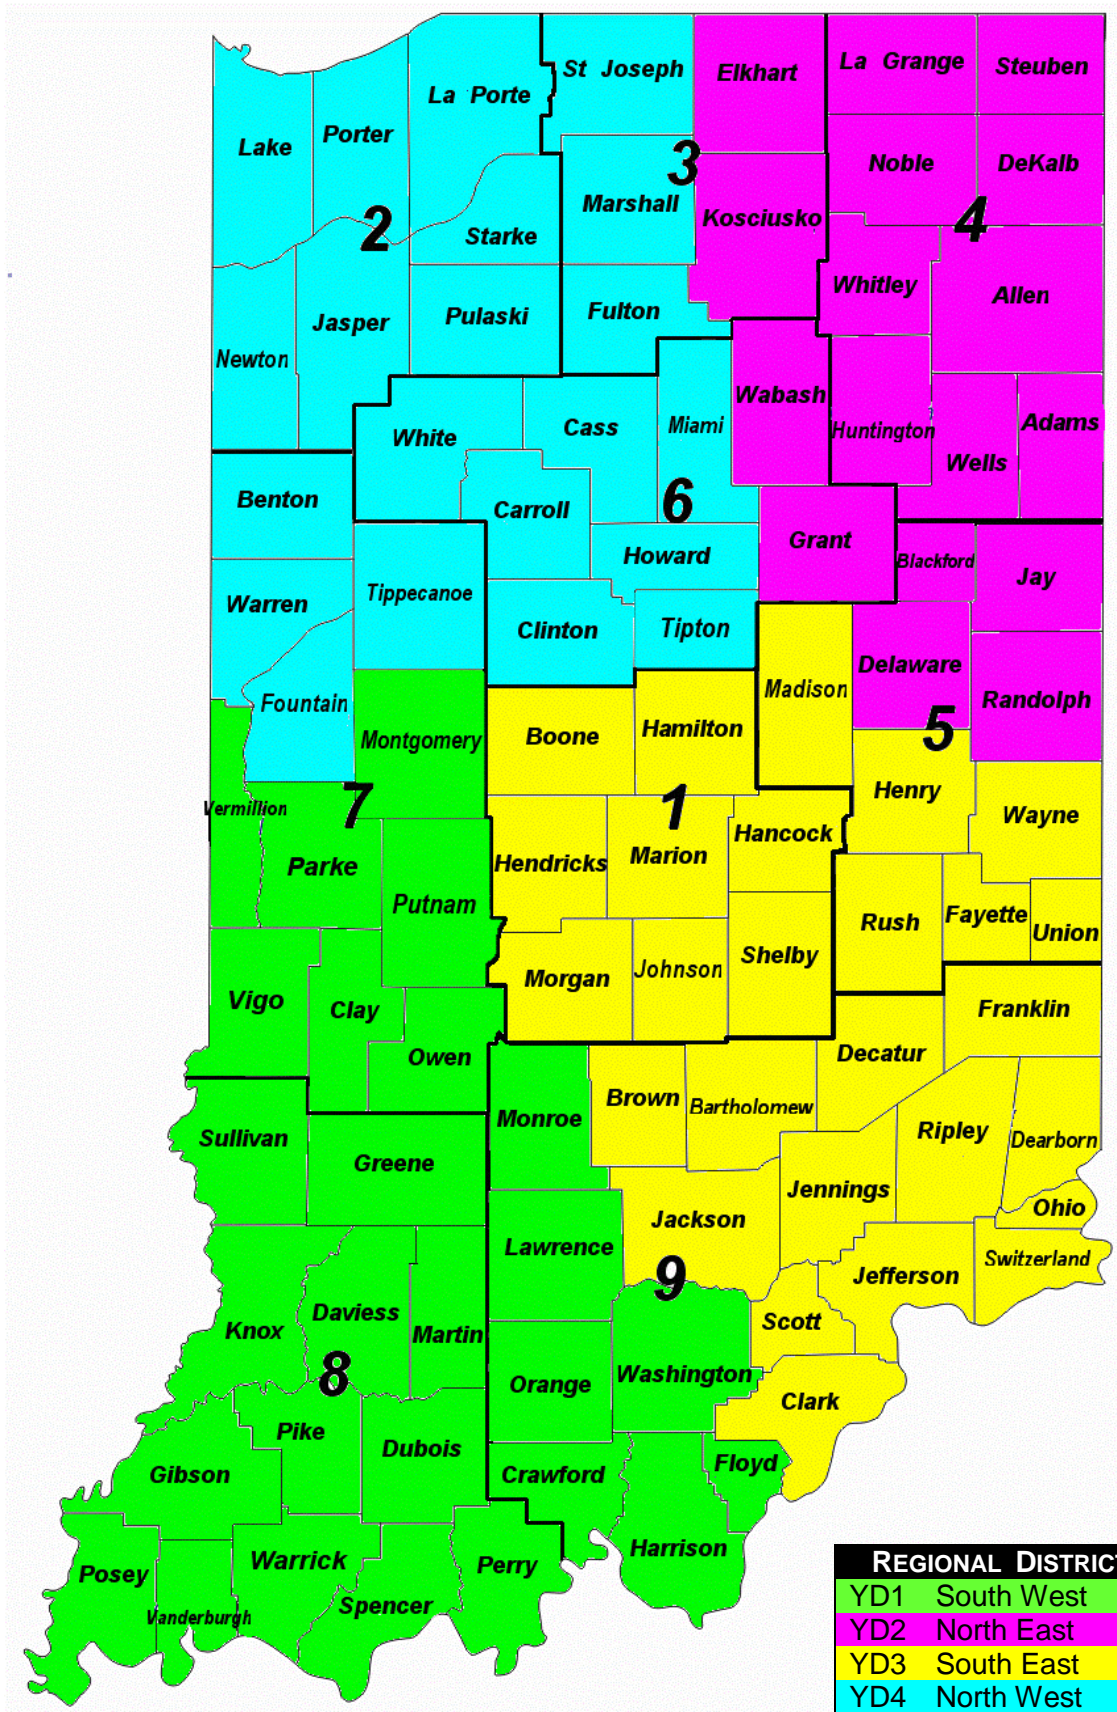 St Joseph
Elkhart
La Grange
Steuben
La Porte
Lake
Porter
3
Noble
DeKalb
Marshall
Kosciusko
4
2
Starke
Whitley
Allen
Jasper
Pulaski
Fulton
Newton
Wabash
White
Cass
Miami
Huntington
Adams
Wells
Benton
Carroll
6
Howard
Grant
Blackford
Jay
Warren
Tippecanoe
Clinton
Tipton
Delaware
Madison
Randolph
Fountain
Montgomery
Boone
Hamilton
5
Henry
Vermillion
7
1
Wayne
Hancock
Parke
Hendricks
Marion
Putnam
Rush
Fayette
Union
Shelby
Morgan
Johnson
Vigo
Clay
Franklin
Owen
Decatur
Brown
Bartholomew
Monroe
Sullivan
Greene
Ripley
Dearborn
Jennings
Ohio
Jackson
Lawrence
Switzerland
9
Jefferson
Daviess
Knox
Martin
Scott
8
Orange
Washington
Clark
Pike
Dubois
Gibson
Crawford
Floyd
Harrison
Warrick
Perry
Posey
Vanderburgh
Spencer
REGIONAL DISTRICT
YD1 South West
YD2 North East
YD3 South East
YD4 North West